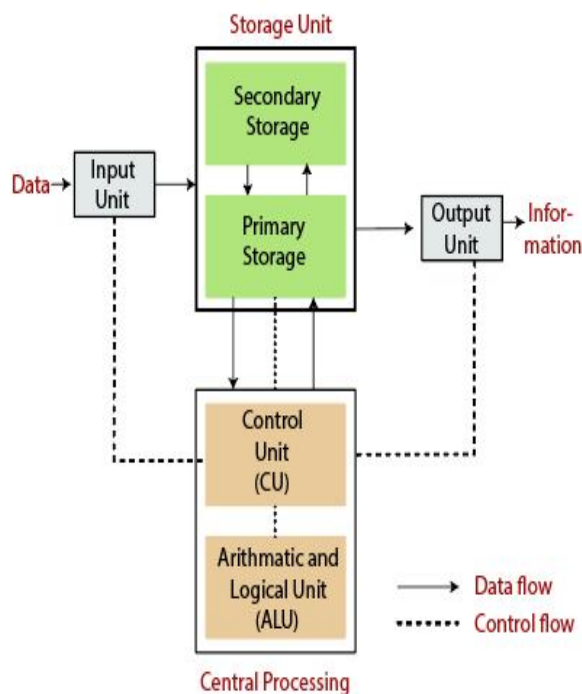 Storage Unit
Secondary
Storage
Data
Input
Unit
Primary
Storage
Output
Unit
Infor-
mation
Control
Unit
(CU)
Arithmatic and
Logical Unit
(ALU)
Data flow
Control flow
Central Processing